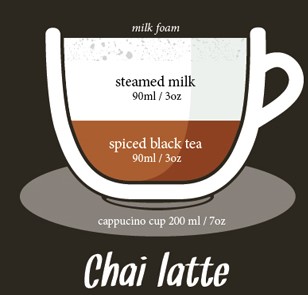 milk foam
steamed milk
90ml / 3oz
spiced black tea
90ml / 3oz
cappucino cup 200 ml / 7oz
Chai latte